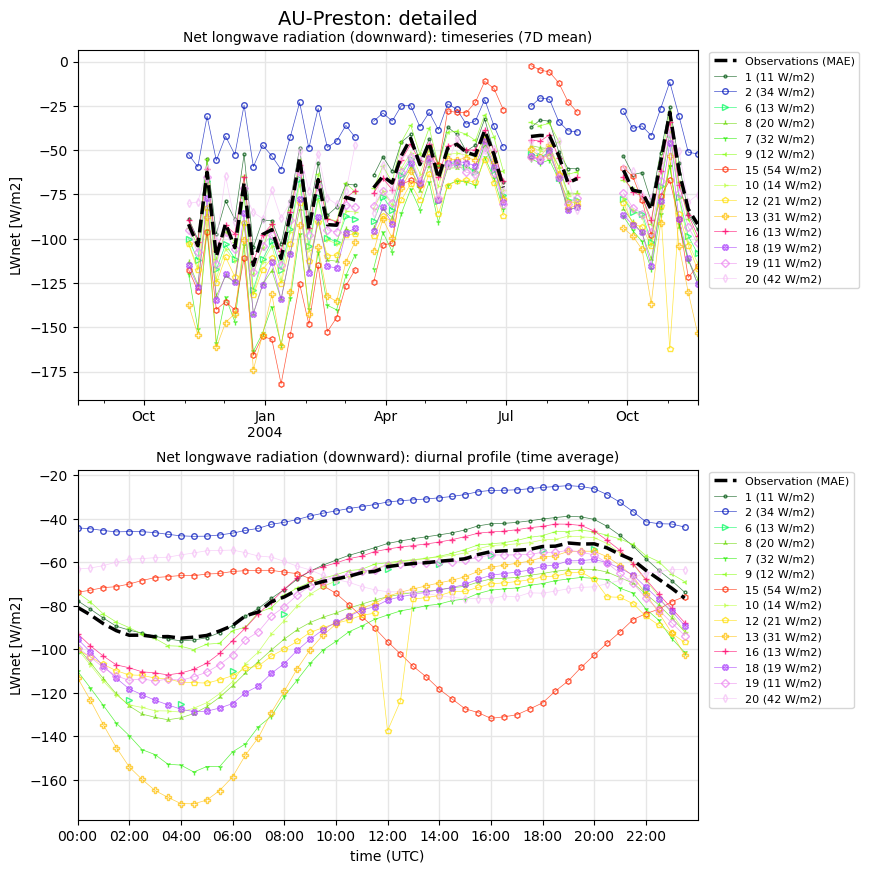 AU-Preston: detailed
Net longwave radiation (downward): timeseries (7D mean)
LWnet [W/m2]
0
−25
−50
−75
−100
−125
−150
−175
Oct
Jan
2004
Apr
Jul
Oct
Observations (MAE)
1 (11 W/m2)
2 (34 W/m2)
6 (13 W/m2)
8 (20 W/m2)
7 (32 W/m2)
9 (12 W/m2)
15 (54 W/m2)
10 (14 W/m2)
12 (21 W/m2)
13 (31 W/m2)
16 (13 W/m2)
18 (19 W/m2)
19 (11 W/m2)
20 (42 W/m2)
Net longwave radiation (downward): diurnal profile (time average)
LWnet [W/m2]
−20
−40
−60
−80
−100
−120
−140
−160
00:00 02:00 04:00 06:00 08:00 10:00 12:00 14:00 16:00 18:00 20:00 22:00
time (UTC)
Observation (MAE)
1 (11 W/m2)
2 (34 W/m2)
6 (13 W/m2)
8 (20 W/m2)
7 (32 W/m2)
9 (12 W/m2)
15 (54 W/m2)
10 (14 W/m2)
12 (21 W/m2)
13 (31 W/m2)
16 (13 W/m2)
18 (19 W/m2)
19 (11 W/m2)
20 (42 W/m2)